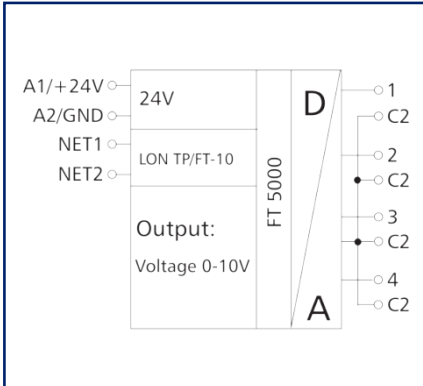 A1/+24V
A2/GND
NET1
NET2
24V
LON TP/FT-10
Output:
Voltage 0-10V
FT 5000
D
A
1
C2
2
C2
3
C2
4
C2